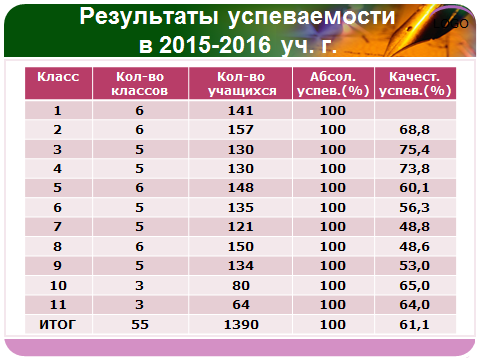 Результаты успеваемости
в 2015-2016 уч. г.
Класс Кол-во классов Кол-во учащихся Абсол. успев.(%) Качест. успев.(%)
1 6 141 100
2 6 157 100 68,8
3 5 130 100 75,4
4 5 130 100 73,8
5 6 148 100 60,1
6 5 135 100 56,3
7 5 121 100 48,8
8 6 150 100 48,6
9 5 134 100 53,0
10 3 80 100 65,0
11 3 64 100 64,0
ИТОГ 55 1390 100 61,1